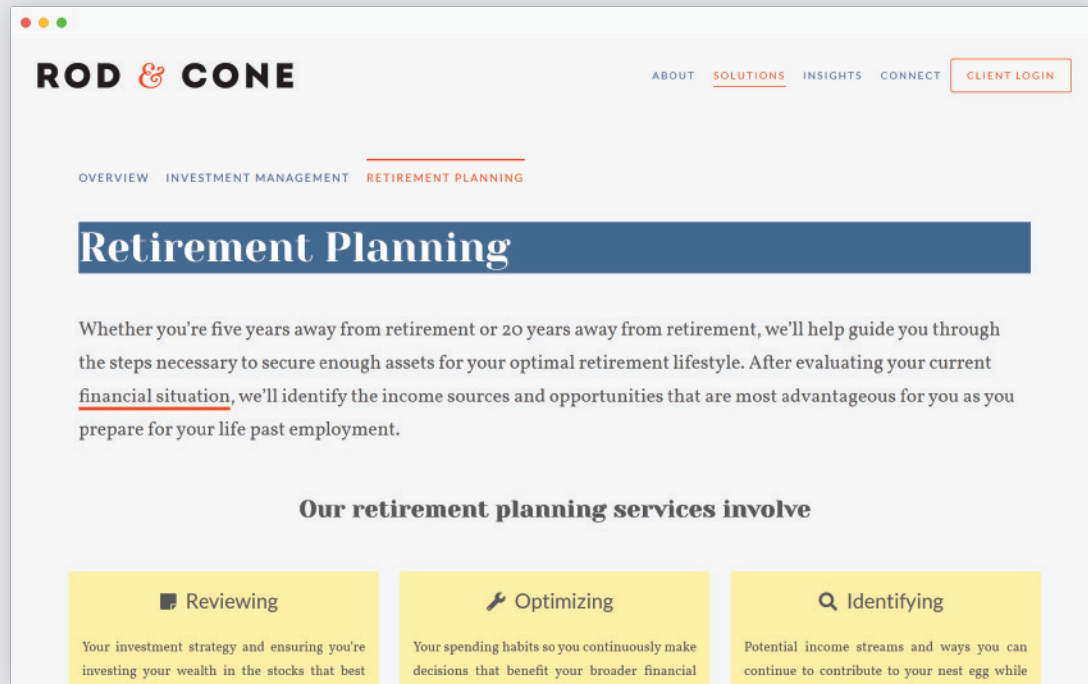 ROD & CONE
ABOUT SOLUTIONS INSIGHTS CONNECT CLIENT LOGIN
OVERVIEW INVESTMENT MANAGEMENT RETIREMENT PLANNING
Retirement Planning
Whether you're five years away from retirement or 20 years away from retirement, we'll help guide you through
the steps necessary to secure enough assets for your optimal retirement lifestyle. After evaluating your current
financial situation, we'll identify the income sources and opportunities that are most advantageous for you as you
prepare for your life past employment.
Our retirement planning services involve
Reviewing
Your investment strategy and ensuring you're
investing your wealth in the stocks that best
Optimizing
Your spending habits so you continuously make
decisions that benefit your broader financial
Identifying
Potential income streams and ways you can
continue to contribute to your nest egg while